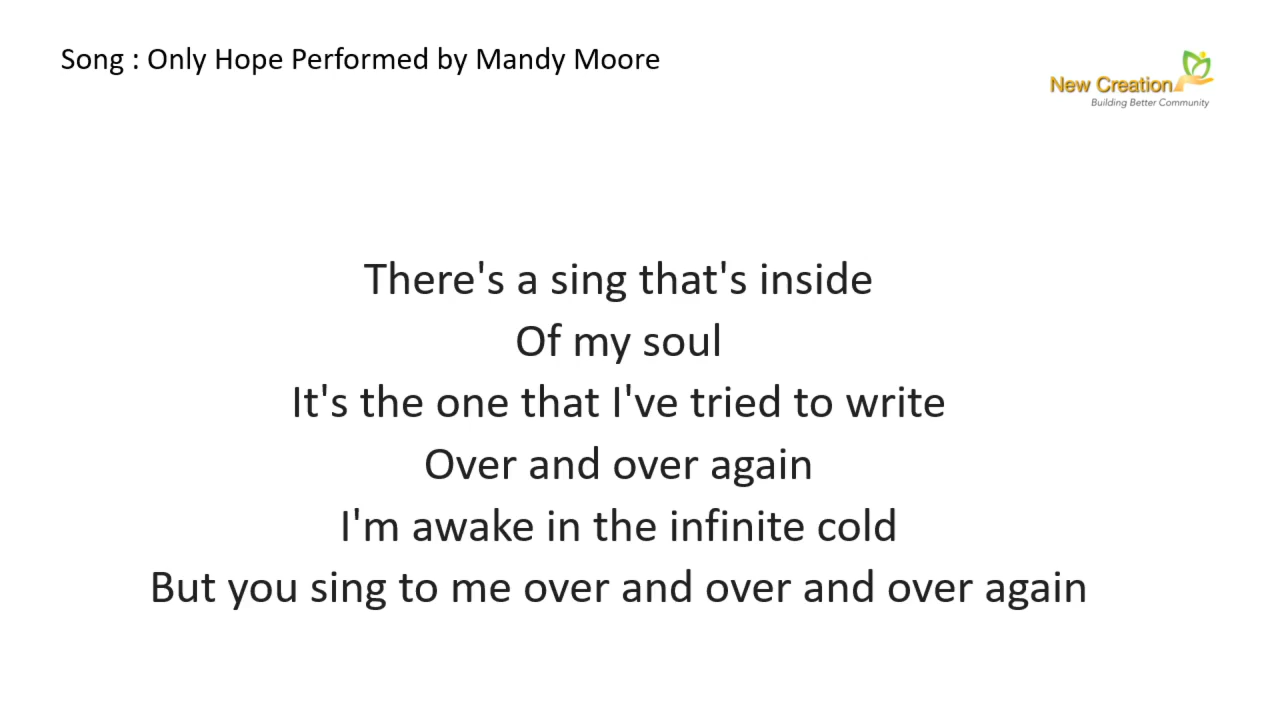 Song : Only Hope Performed by Mandy Moore
New Creation
Building Better Community
There's a sing that's inside
Of my soul
It's the one that I've tried to write
Over and over again
I'm awake in the infinite cold
But you sing to me over and over and over again